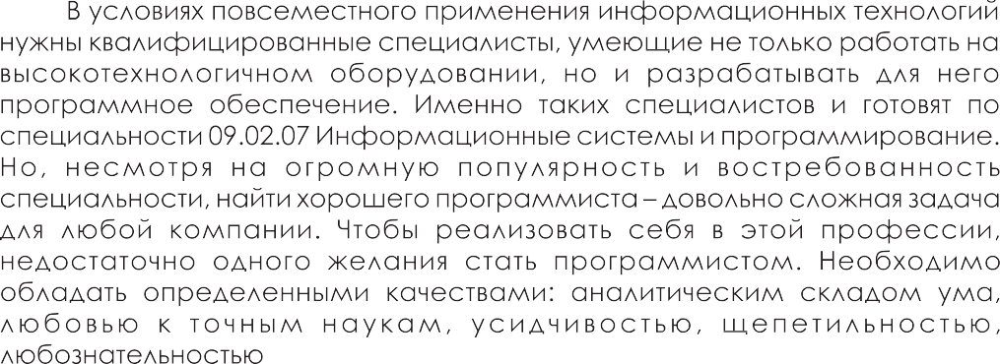 В условиях повсеместного применения информационных технологий
нужны квалифицированные специалисты, умеющие не только работать на
высокотехнологичном оборудовании, но и разрабатывать для него
программное обеспечение. Именно таких специалистов и готовят по
специальности 09.02.07 Информационные системы и программирование.
Но, несмотря на огромную популярность и востребованность
специальности, найти хорошего программиста – довольно сложная задача
для любой компании. Чтобы реализовать себя в этой профессии,
недостаточно одного желания стать программистом. Необходимо
обладать определенными качествами: аналитическим складом ума,
любовью к точным наукам, усидчивостью, щепетильностью,
любознательностью